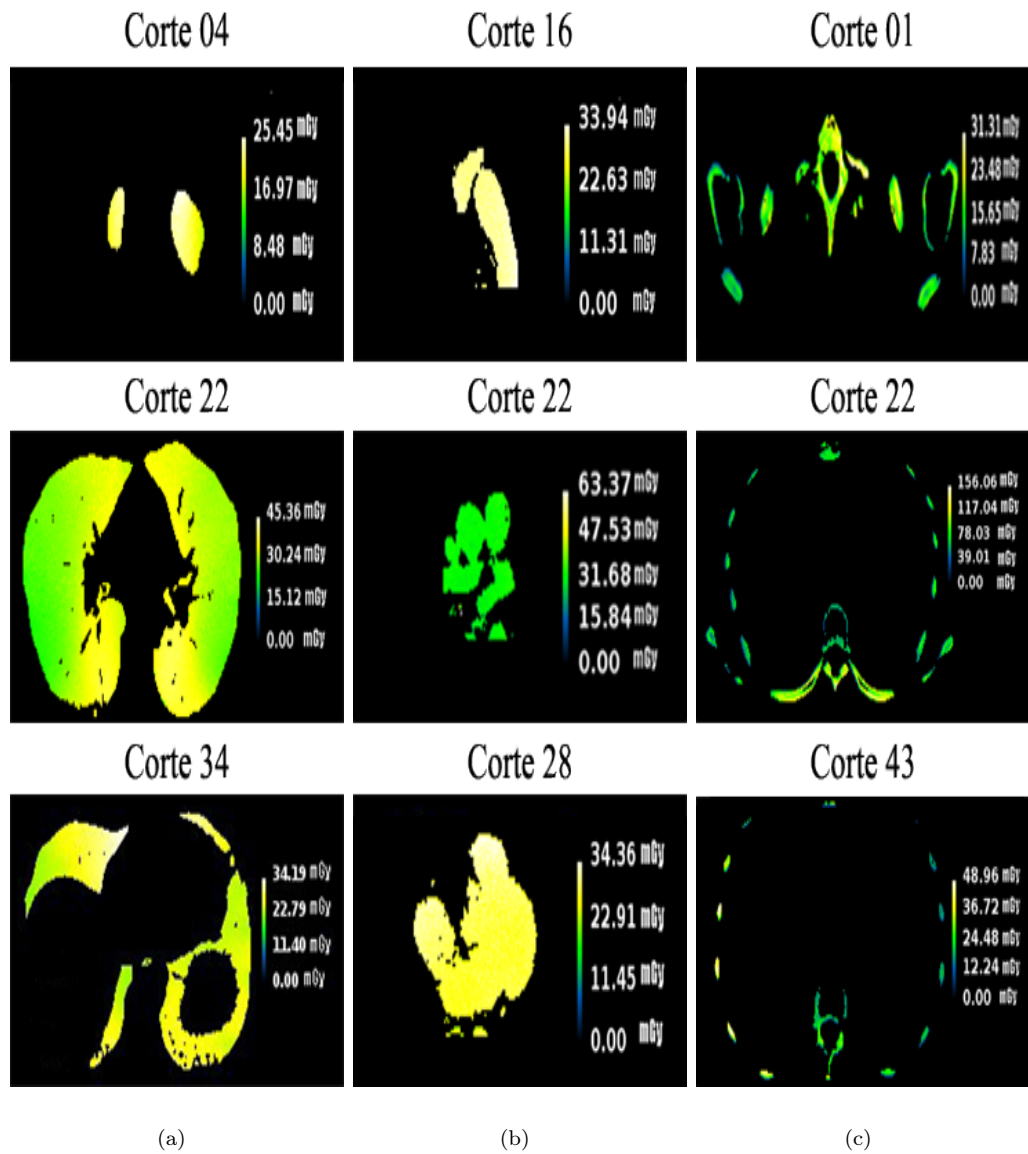 Corte 04
25.45 mGy
16.97 mGy
8.48 mGy
0.00 mGy
Corte 16
33.94 mGy
22.63 mGy
11.31 mGy
0.00 mGy
Corte 01
31.31 mGy
23.48 mGy
15.65 mGy
7.83 mGy
0.00 mGy
Corte 22
45.36 mGy
30.24 mGy
15.12 mGy
0.00 mGy
Corte 22
63.37 mGy
47.53 mGy
31.68 mGy
15.84 mGy
0.00 mGy
Corte 22
156.06 mGy
117.04 mGy
78.03 mGy
39.01 mGy
0.00 mGy
Corte 34
34.19 mGy
22.79 mGy
11.40 mGy
0.00 mGy
Corte 28
34.36 mGy
22.91 mGy
11.45 mGy
0.00 mGy
Corte 43
48.96 mGy
36.72 mGy
24.48 mGy
12.24 mGy
0.00 mGy
(a)
(b)
(c)